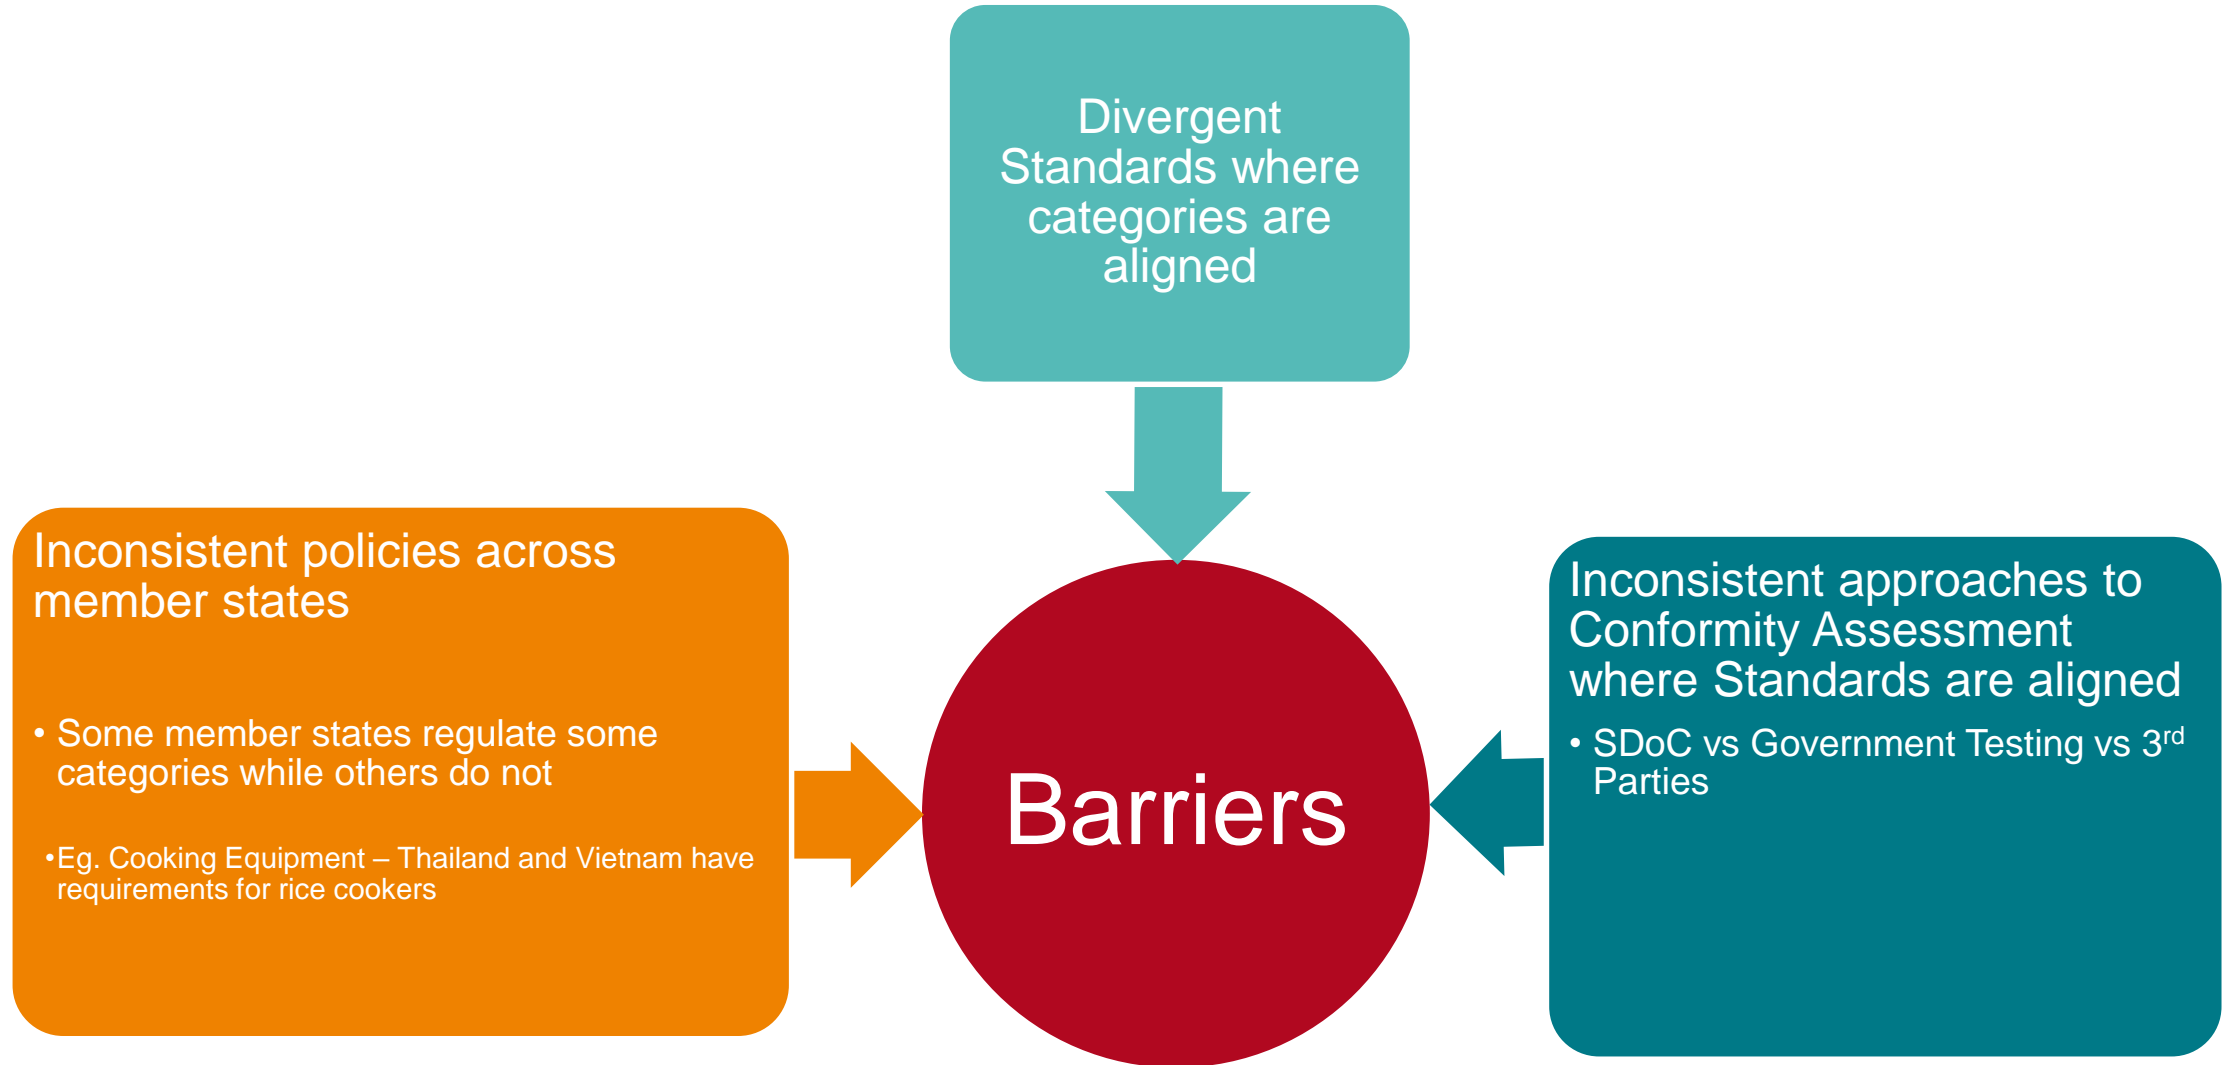 Divergent
Standards where
categories are
aligned
Inconsistent policies across
member states
• Some member states regulate some
categories while others do not
•Eg. Cooking Equipment – Thailand and Vietnam have
requirements for rice cookers
Barriers
Inconsistent approaches to
Conformity Assessment
where Standards are aligned
• SDoC vs Government Testing vs 3rd
Parties